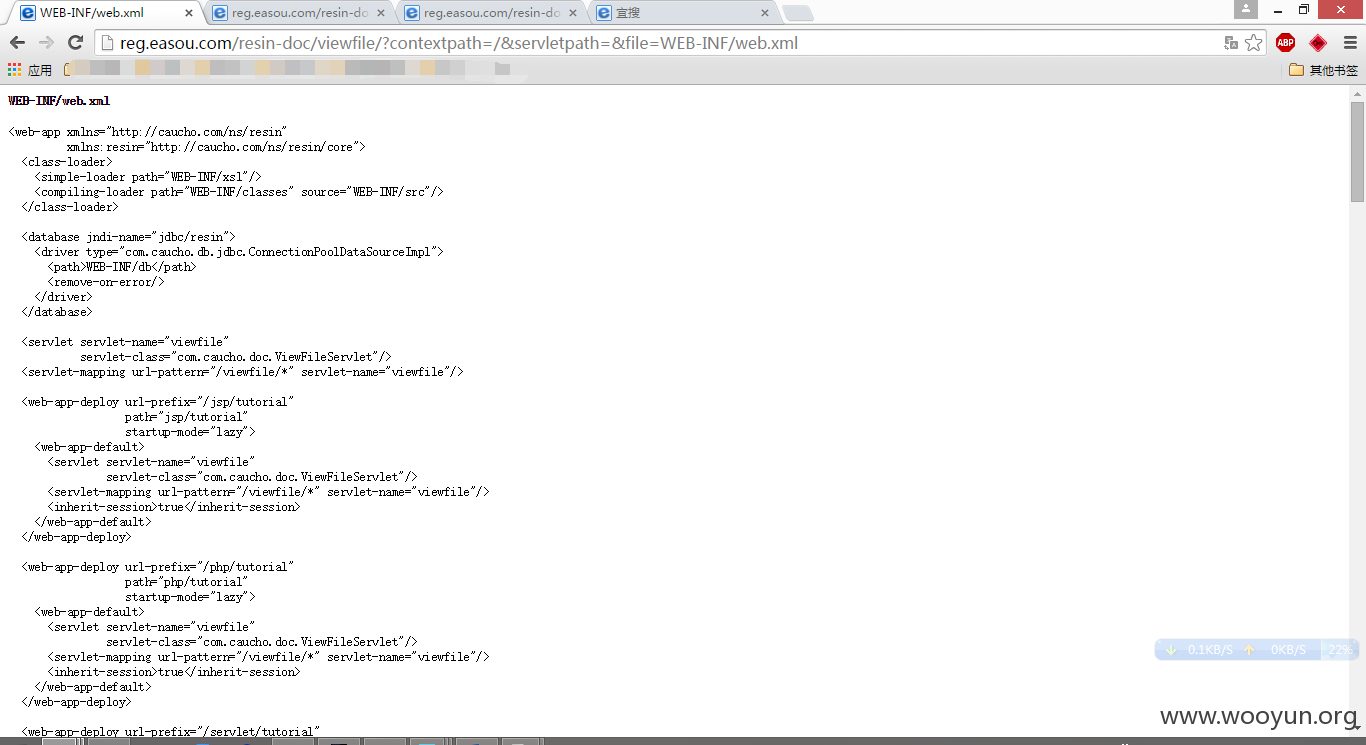 WEB-INF/web.xml
reg.easou.com/resin-do
reg.easou.com/resin-do
宜搜
reg.easou.com/resin-doc/viewfile/?contextpath=/&servletpath=&file=WEB-INF/web.xml
ABP
应用
其他书签
WEB-INF/web.xml
<web-app xmlns="http://caucho.com/ns/resin"
xmlns:resin="http://caucho.com/ns/resin/core">
<class-loader>
<simple-loader path="WEB-INF/xsl"/>
<compiling-loader path="WEB-INF/classes" source="WEB-INF/src"/>
</class-loader>
<database jndi-name="jdbc/resin">
<driver type="com.caucho.db.jdbc.ConnectionPoolDataSourceImpl">
<path>WEB-INF/db</path>
<remove-on-error/>
</driver>
</database>
<servlet servlet-name="viewfile"
servlet-class="com.caucho.doc.ViewFileServlet"/>
<servlet-mapping url-pattern="/viewfile/*" servlet-name="viewfile"/>
<web-app-deploy url-prefix="/jsp/tutorial"
path="jsp/tutorial"
startup-mode="lazy">
<web-app-default>
<servlet servlet-name="viewfile"
servlet-class="com.caucho.doc.ViewFileServlet"/>
<servlet-mapping url-pattern="/viewfile/*" servlet-name="viewfile"/>
<inherit-session>true</inherit-session>
</web-app-default>
</web-app-deploy>
<web-app-deploy url-prefix="/php/tutorial"
path="php/tutorial"
startup-mode="lazy">
<web-app-default>
<servlet servlet-name="viewfile"
servlet-class="com.caucho.doc.ViewFileServlet"/>
<servlet-mapping url-pattern="/viewfile/*" servlet-name="viewfile"/>
<inherit-session>true</inherit-session>
</web-app-default>
</web-app-deploy>
<web-app-deploy url-prefix="/servlet/tutorial"
0.1KB/S 0KB/S 22%
www.wooyun.org